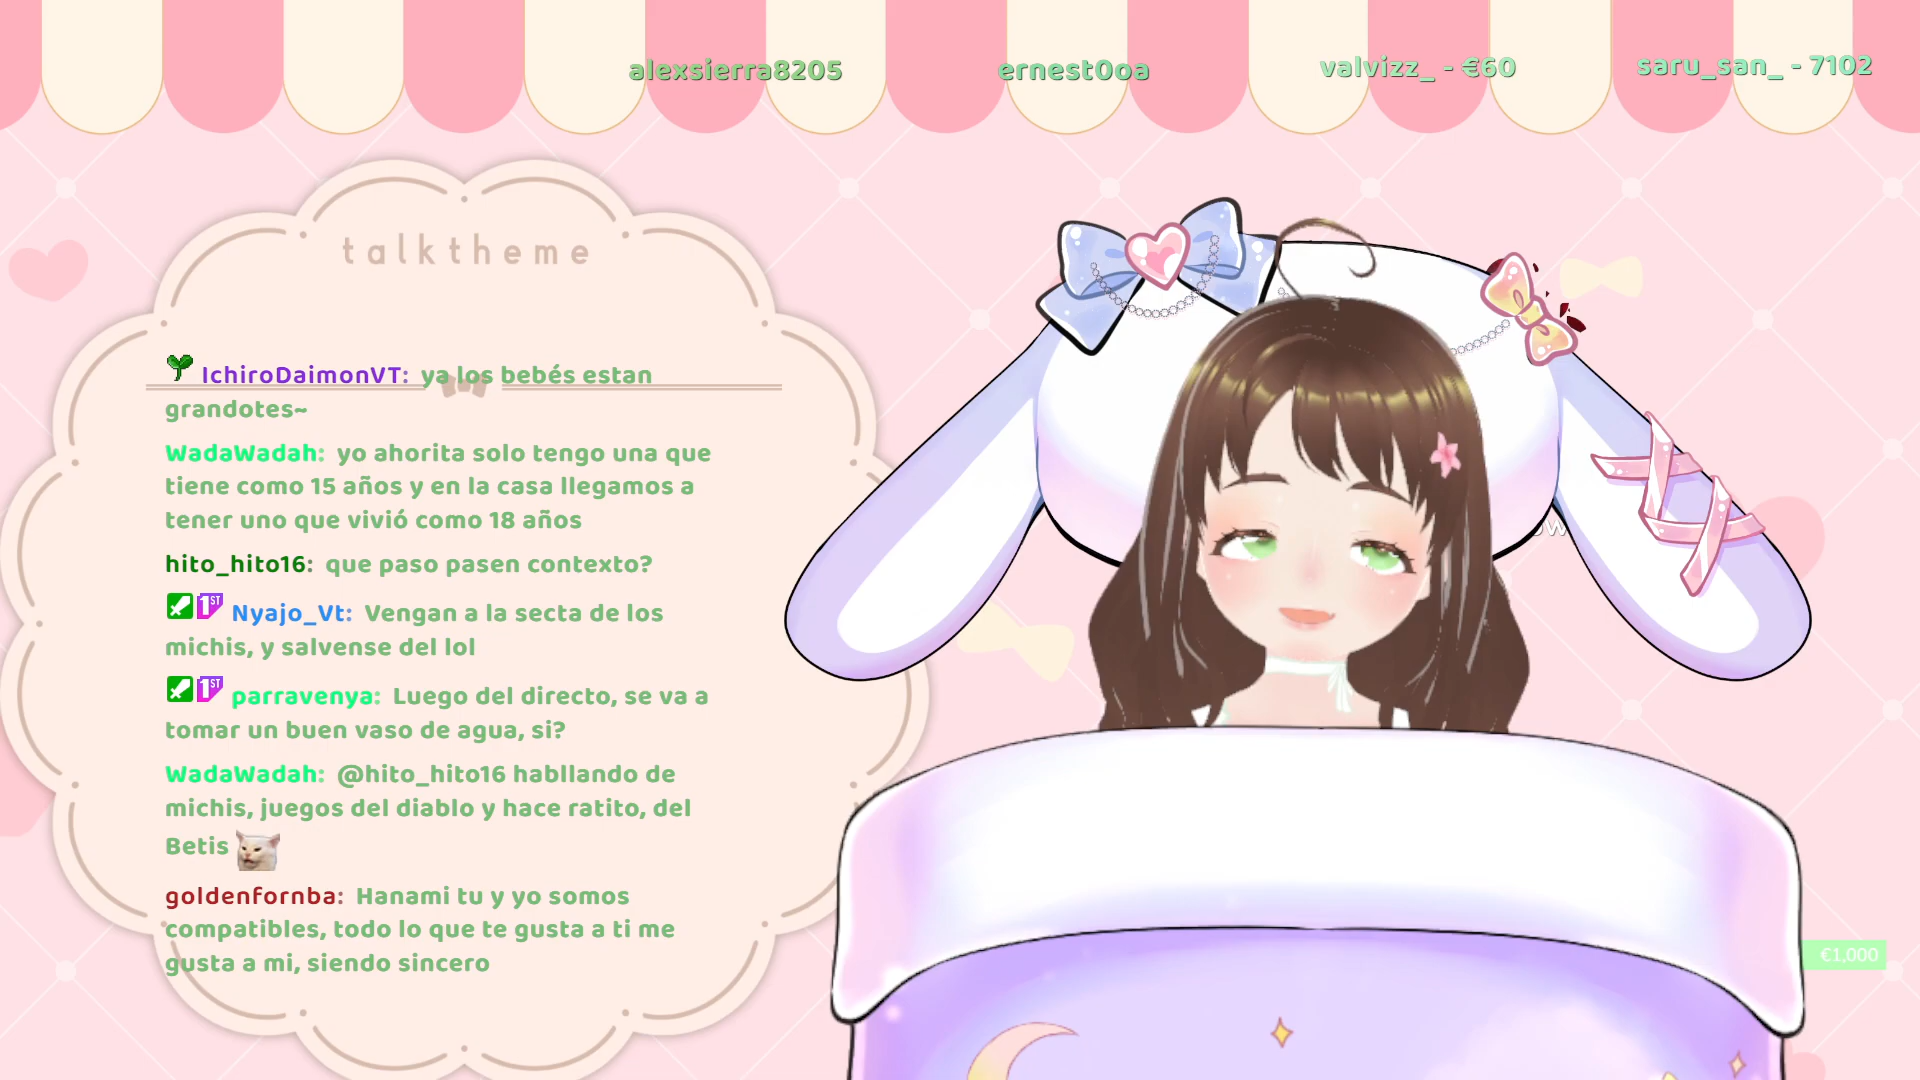 alexsierra8205
ernest0oa
valvizz_ - €60
saru_san_ - 7102
talktheme
IchiroDaimonVT: ya los bebés estan
grandotes~
WadaWadah: yo ahorita solo tengo una que
tiene como 15 años y en la casa llegamos a
tener uno que vivió como 18 años
hito_hito16: que paso pasen contexto?
1ST Nyajo_Vt: Vengan a la secta de los
michis, y salvense del lol
1ST parravenya: Luego del directo, se va a
tomar un buen vaso de agua, si?
WadaWadah: @hito_hito16 habllando de
michis, juegos del diablo y hace ratito, del
Betis
goldenfornba: Hanami tu y yo somos
compatibles, todo lo que te gusta a ti me
gusta a mi, siendo sincero
€1,000